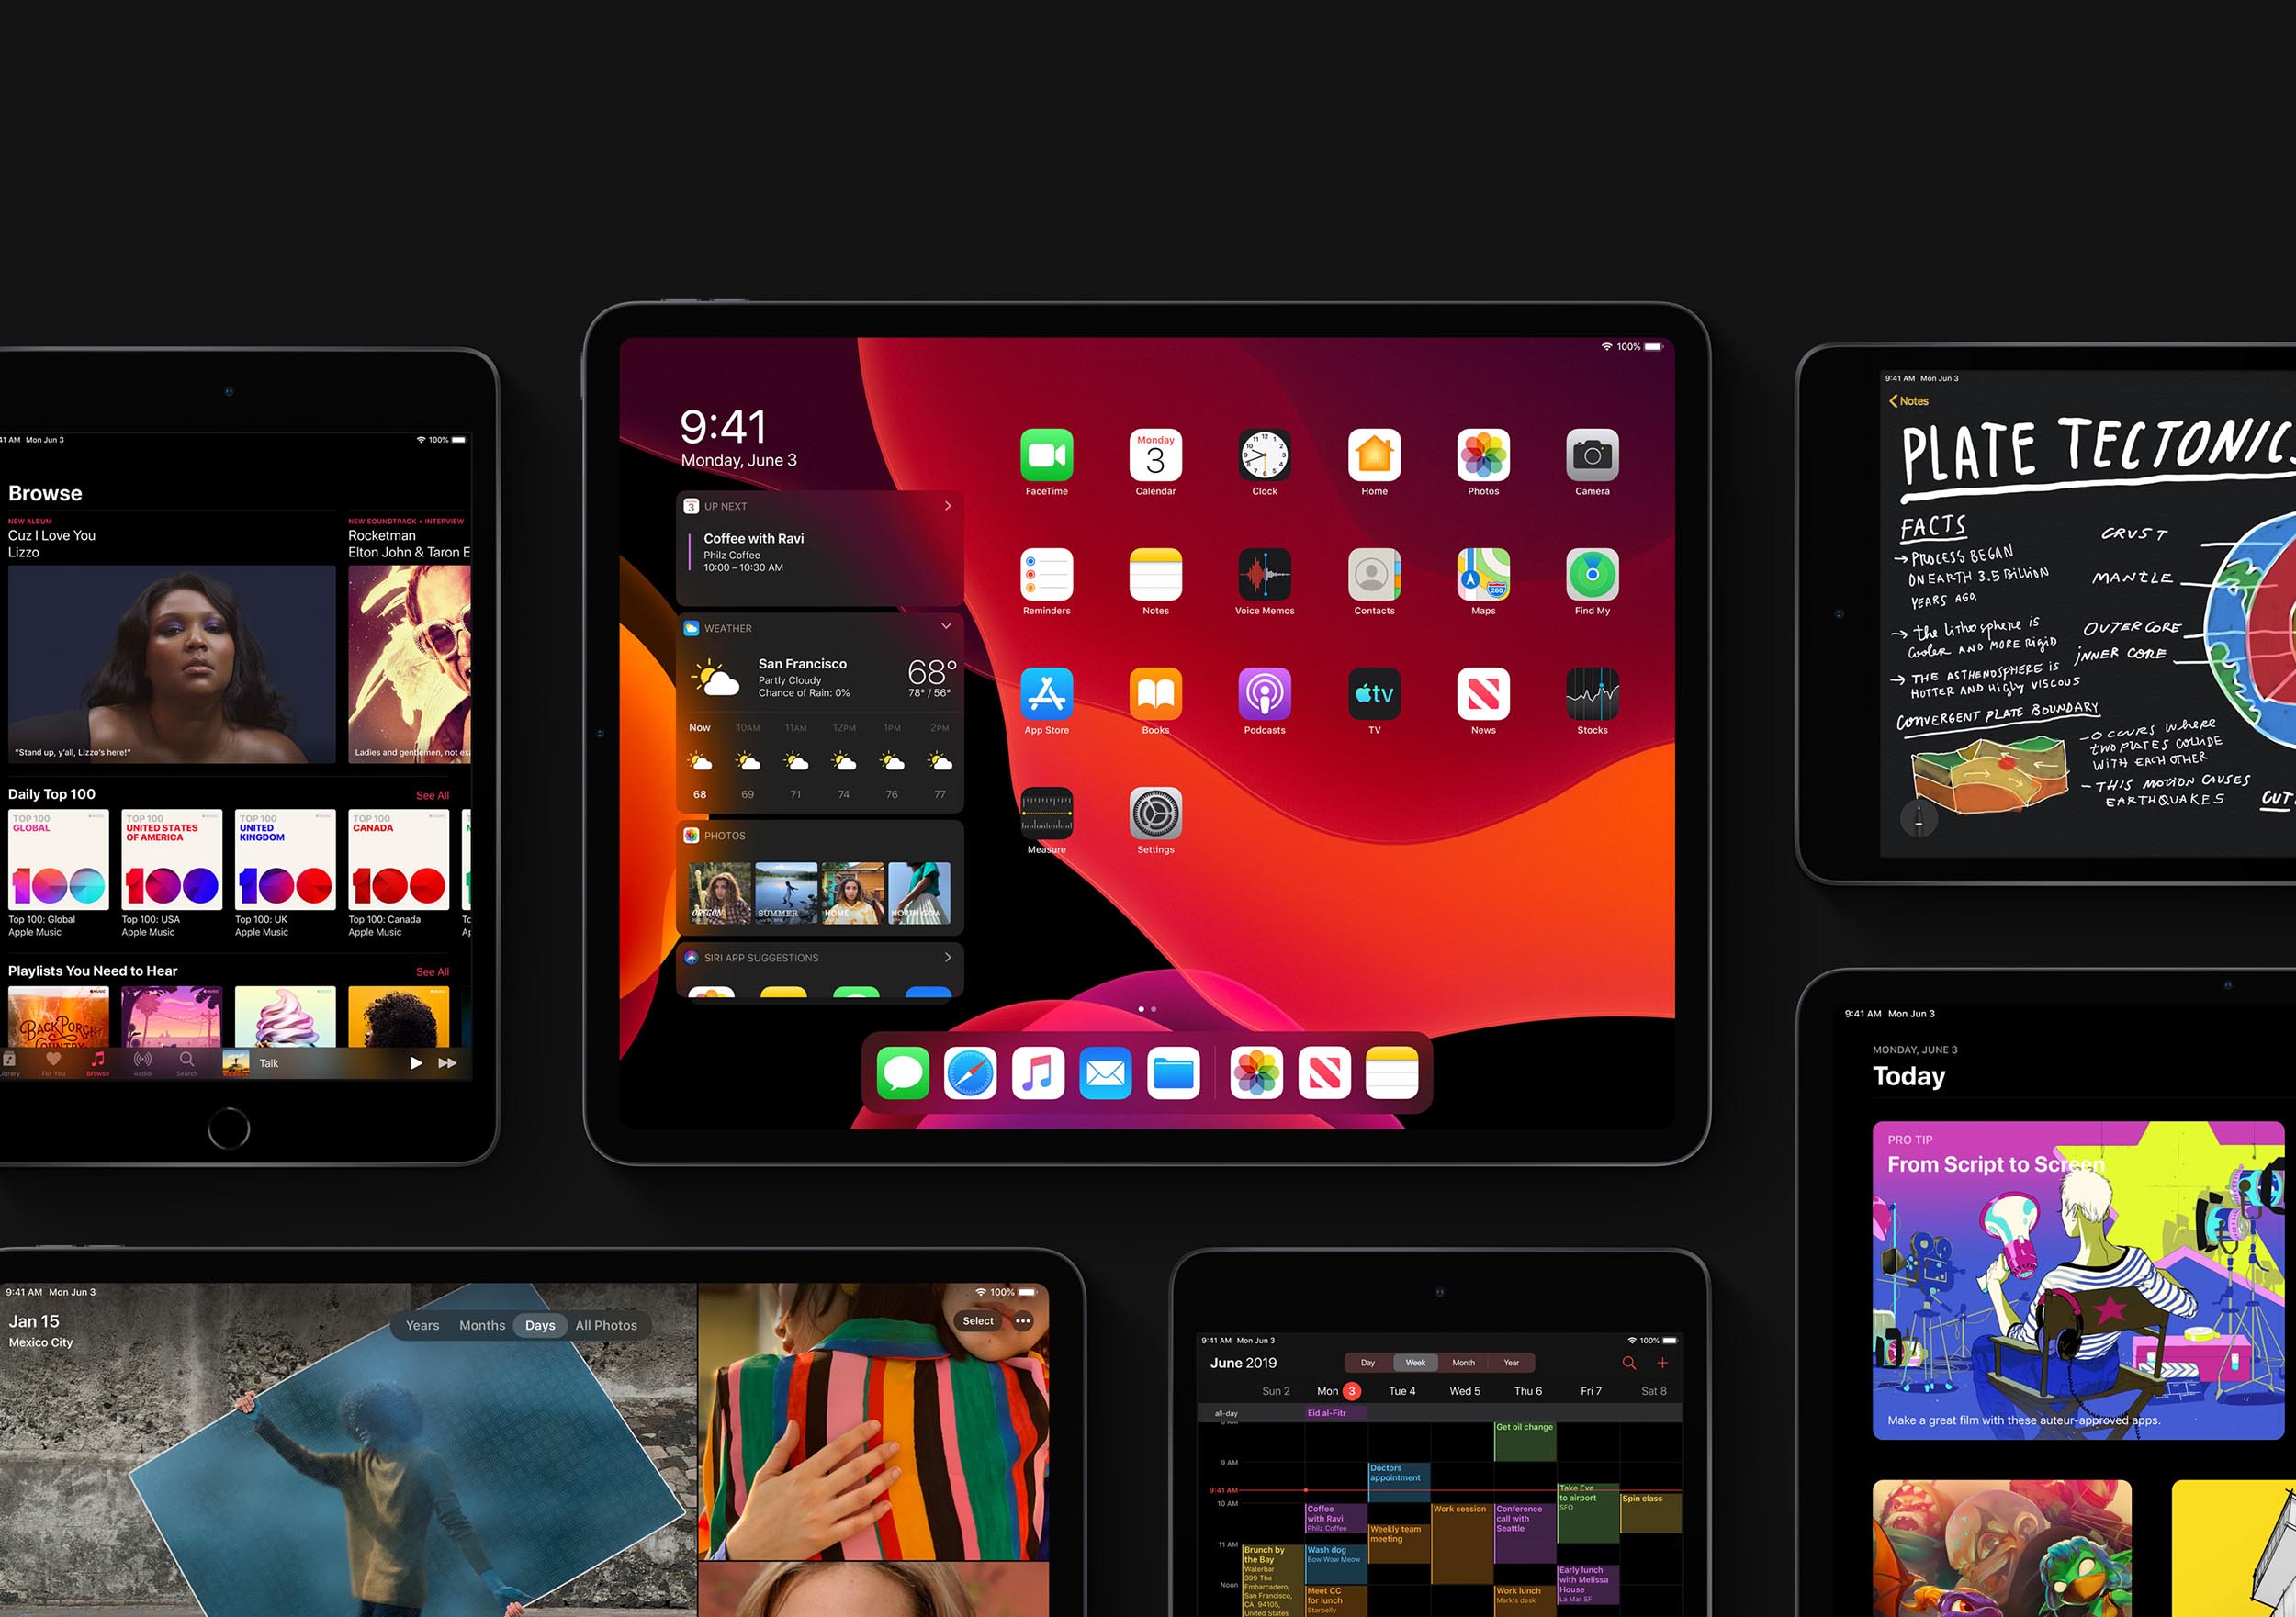 41 AM Mon Jun 3
100%
Browse
NEW ALBUM
Cuz I Love You
Lizzo
"Stand up, y'all, Lizzo's here!"
NEW SOUNDTRACK + INTERVIEW
Rocketman
Elton John & Taron E
Ladies and gentlemen, not ex
Daily Top 100
See All
TOP 100
GLOBAL
100
Top 100: Global
Apple Music
TOP 100
UNITED STATES
OF AMERICA
100
Top 100: USA
Apple Music
TOP 100
UNITED
KINGDOM
100
Top 100: UK
Apple Music
TOP 100
CANADA
100
Top 100: Canada
Apple Music
Playlists You Need to Hear
See All
BACK PORCH
COUNTRY
ibrary
For You
Browse
Radio
Search
Talk
100%
9:41
Monday, June 3
3
UP NEXT
Coffee with Ravi
Philz Coffee
10:00 – 10:30 AM
WEATHER
San Francisco
Partly Cloudy
Chance of Rain: 0%
68°
78° / 56°
Now 10AM 11AM 12PM 1PM 2PM
68 69 71 74 76 77
PHOTOS
OREGON
SUMMER
HOME
NORTH GOA
SIRI APP SUGGESTIONS
FaceTime
Monday
3
Calendar
Clock
Home
Photos
Camera
Reminders
Notes
Voice Memos
Contacts
280
Maps
Find My
App Store
Books
Podcasts
tv
TV
News
Stocks
Measure
Settings
9:41 AM Mon Jun 3
Notes
PLATE TECTONICS
FACTS
→ PROCESS BEGAN
ON EARTH 3.5 Billion
YEARS AGO.
→ the lithosphere is
Cooler AND MORE Rigid
→ THE ASTHENOSPHERE is
HOTTER AND Highly VISCOUS
CRUST
MANTLE
OUTER CORE
INNER CORE
CONVERGENT PLATE BOUNDARY
– OCCURS where
two PLATES COLLIDE
WITH EACH OTHER
– THIS MOTION CAUSES
EARTHQUAKES
CUT
9:41 AM Mon Jun 3
MONDAY, JUNE 3
Today
PRO TIP
From Script to Screen
Make a great film with these auteur-approved apps.
9:41 AM Mon Jun 3
100%
Jan 15
Mexico City
Years Months Days All Photos
Select
9:41 AM Mon Jun 3
100%
June 2019
Day Week Month Year
Sun 2 Mon 3 Tue 4 Wed 5 Thu 6 Fri 7 Sat 8
all-day
Eid al-Fitr
9 AM
9:41 AM
10 AM
11 AM
Noon
Brunch by
the Bay
Waterbar
399 The
Embarcadero,
San Francisco,
CA 94105,
United States
Coffee
with Ravi
Philz Coffee
Wash dog
Bow Wow Meow
Meet CC
for lunch
Starbelly
Doctors
appointment
Weekly team
meeting
Work session
Get oil change
Conference
call with
Seattle
Work lunch
Mark's desk
Take Eva
to airport
SFO
Early lunch
with Melissa
House
La Mar SF
Spin class